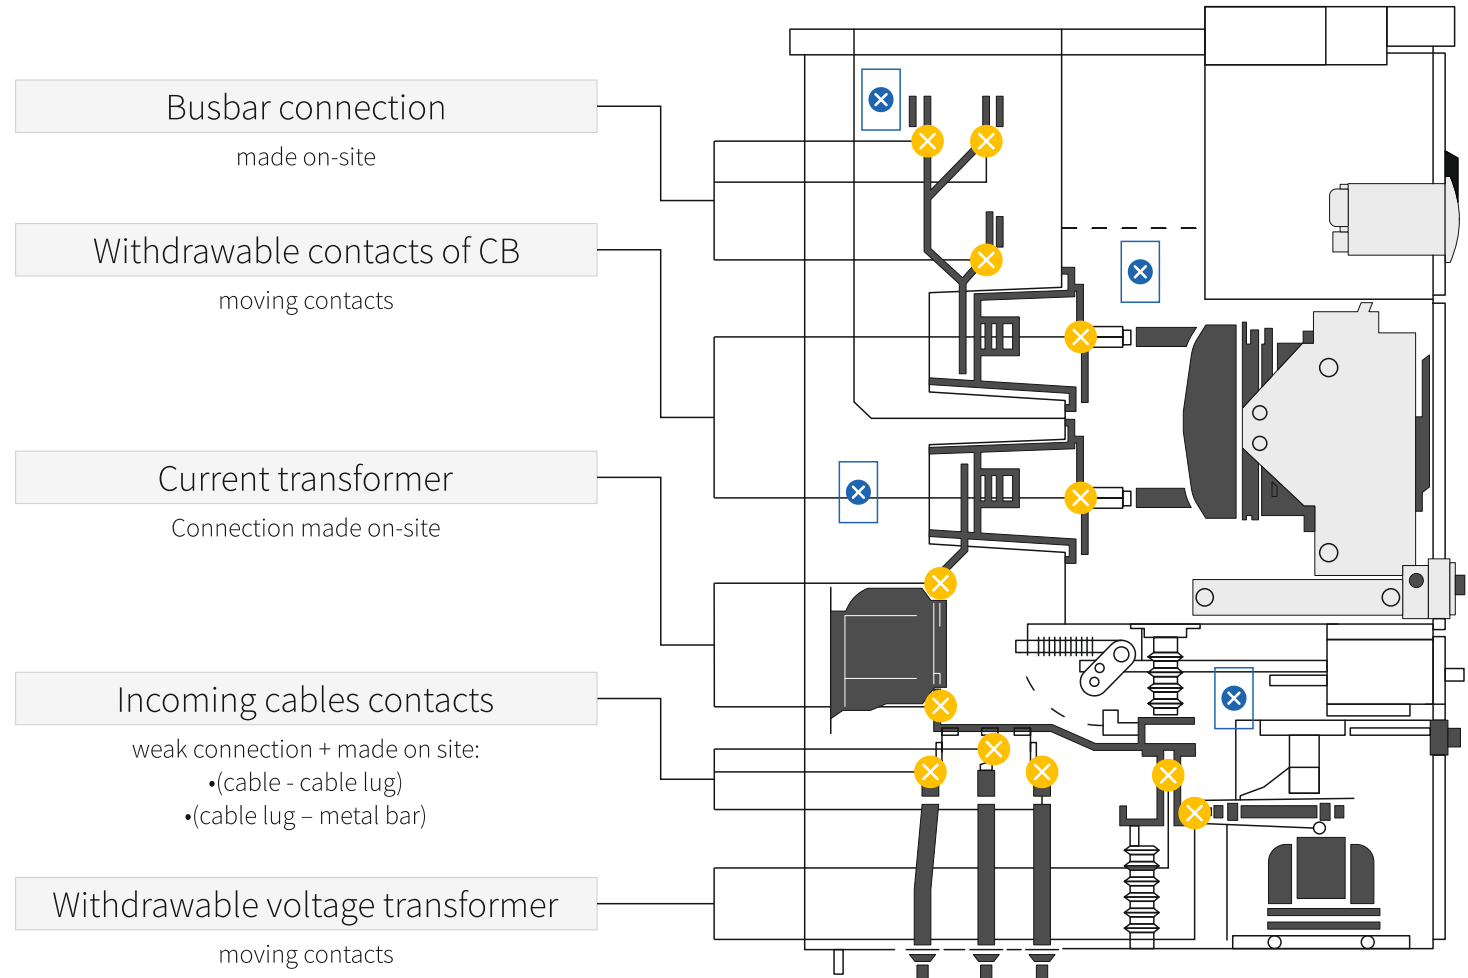 Busbar connection
made on-site
Withdrawable contacts of CB
moving contacts
Current transformer
Connection made on-site
Incoming cables contacts
weak connection + made on site:
•(cable - cable lug)
•(cable lug – metal bar)
Withdrawable voltage transformer
moving contacts